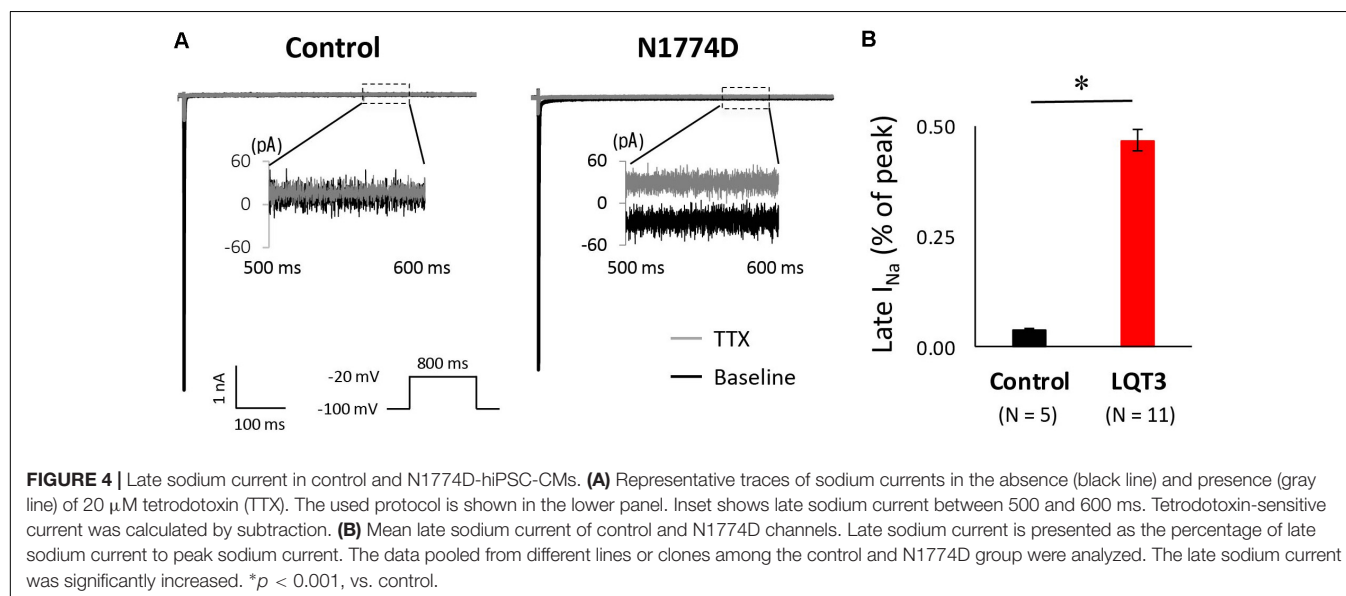 A
Control
N1774D
(pA)
60
0
-60
500 ms
600 ms
(pA)
60
0
-60
500 ms
600 ms
TTX
Baseline
1 nA
100 ms
800 ms
-20 mV
-100 mV
B
*
Late I_Na (% of peak)
0.50
0.25
0.00
Control
LQT3
(N = 5)
(N = 11)
FIGURE 4 | Late sodium current in control and N1774D-hiPSC-CMs. (A) Representative traces of sodium currents in the absence (black line) and presence (gray
line) of 20 μM tetrodotoxin (TTX). The used protocol is shown in the lower panel. Inset shows late sodium current between 500 and 600 ms. Tetrodotoxin-sensitive
current was calculated by subtraction. (B) Mean late sodium current of control and N1774D channels. Late sodium current is presented as the percentage of late
sodium current to peak sodium current. The data pooled from different lines or clones among the control and N1774D group were analyzed. The late sodium current
was significantly increased. *p < 0.001, vs. control.